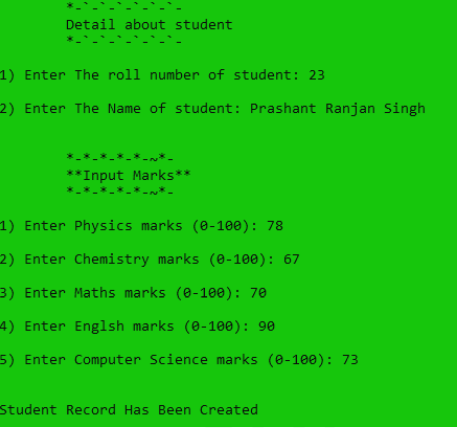 *-`-`-`-`-`-`-
Detail about student
*-`-`-`-`-`-`-
1) Enter The roll number of student: 23
2) Enter The Name of student: Prashant Ranjan Singh
*-*-*-*-*-~*-
**Input Marks**
*-*-*-*-*-~*-
1) Enter Physics marks (0-100): 78
2) Enter Chemistry marks (0-100): 67
3) Enter Maths marks (0-100): 70
4) Enter Englsh marks (0-100): 90
5) Enter Computer Science marks (0-100): 73
Student Record Has Been Created